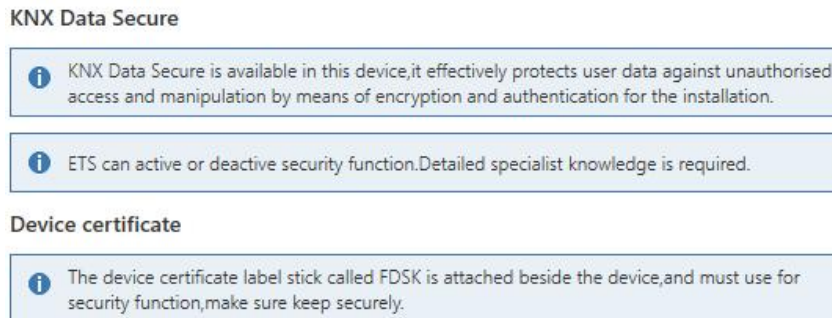 KNX Data Secure
KNX Data Secure is available in this device,it effectively protects user data against unauthorised
access and manipulation by means of encryption and authentication for the installation.
ETS can active or deactive security function.Detailed specialist knowledge is required.
Device certificate
The device certificate label stick called FDSK is attached beside the device,and must use for
security function,make sure keep securely.